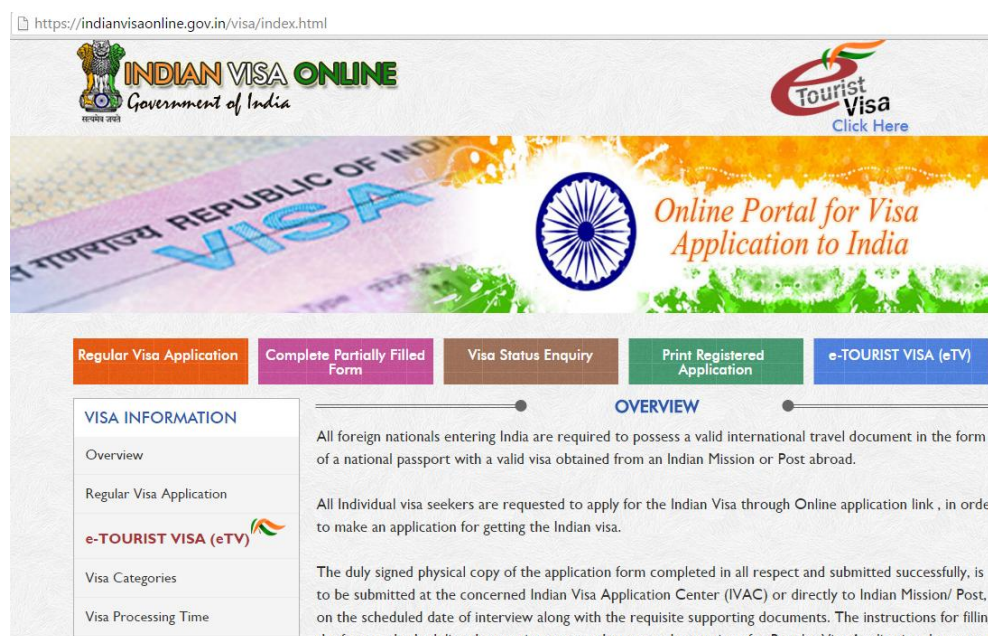 https://indianvisaonline.gov.in/visa/index.html
INDIAN VISA ONLINE
Government of India
सत्यमेव जयते
Tourist
Visa
Click Here
गणराज्य REPUBLIC OF INDI
VISA
Online Portal for Visa
Application to India
Regular Visa Application
Complete Partially Filled
Form
Visa Status Enquiry
Print Registered
Application
e-TOURIST VISA (eTV)
VISA INFORMATION
Overview
Regular Visa Application
e-TOURIST VISA (eTV)
Visa Categories
Visa Processing Time
OVERVIEW
All foreign nationals entering India are required to possess a valid international travel document in the form
of a national passport with a valid visa obtained from an Indian Mission or Post abroad.
All Individual visa seekers are requested to apply for the Indian Visa through Online application link , in orde
to make an application for getting the Indian visa.
The duly signed physical copy of the application form completed in all respect and submitted successfully, is
to be submitted at the concerned Indian Visa Application Center (IVAC) or directly to Indian Mission/ Post,
on the scheduled date of interview along with the requisite supporting documents. The instructions for fillin